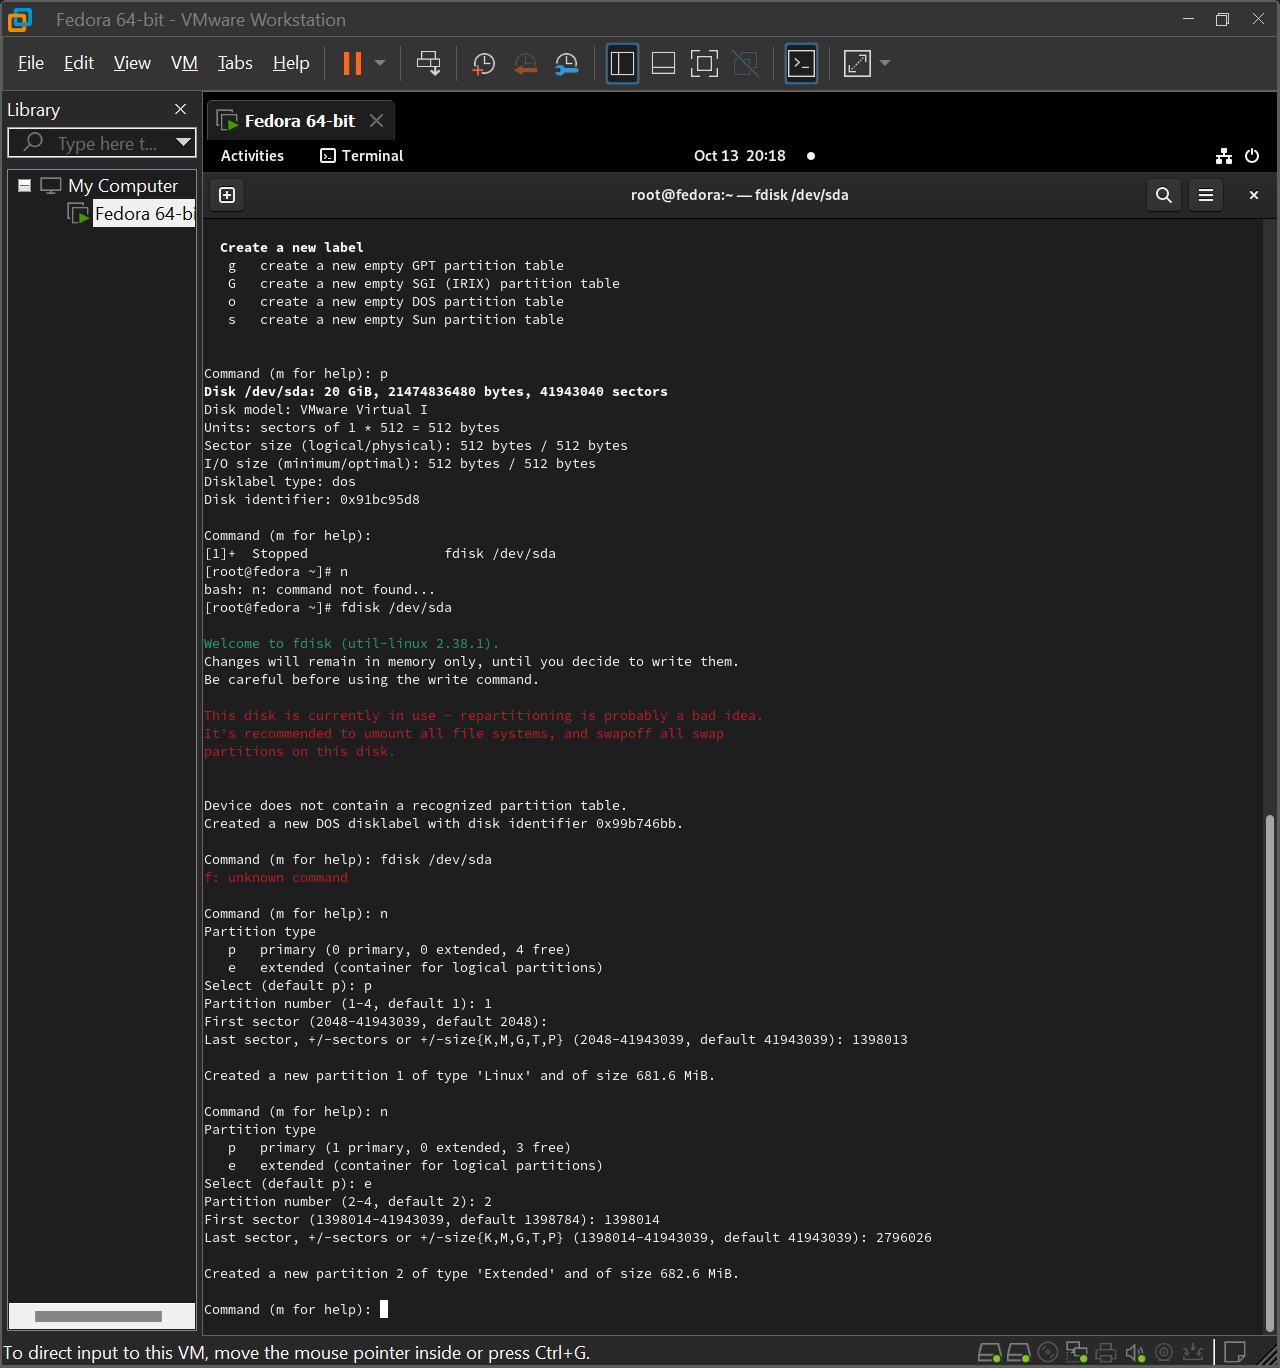 Fedora 64-bit - VMware Workstation
File Edit View VM Tabs Help
Library
Type here t...
My Computer
Fedora 64-bi
Fedora 64-bit
Activities Terminal Oct 13 20:18
root@fedora:~ — fdisk /dev/sda
Create a new label
g create a new empty GPT partition table
G create a new empty SGI (IRIX) partition table
o create a new empty DOS partition table
s create a new empty Sun partition table
Command (m for help): p
Disk /dev/sda: 20 GiB, 21474836480 bytes, 41943040 sectors
Disk model: VMware Virtual I
Units: sectors of 1 * 512 = 512 bytes
Sector size (logical/physical): 512 bytes / 512 bytes
I/O size (minimum/optimal): 512 bytes / 512 bytes
Disklabel type: dos
Disk identifier: 0x91bc95d8
Command (m for help):
[1]+ Stopped fdisk /dev/sda
[root@fedora ~]# n
bash: n: command not found...
[root@fedora ~]# fdisk /dev/sda
Welcome to fdisk (util-linux 2.38.1).
Changes will remain in memory only, until you decide to write them.
Be careful before using the write command.
This disk is currently in use - repartitioning is probably a bad idea.
It's recommended to umount all file systems, and swapoff all swap
partitions on this disk.
Device does not contain a recognized partition table.
Created a new DOS disklabel with disk identifier 0x99b746bb.
Command (m for help): fdisk /dev/sda
f: unknown command
Command (m for help): n
Partition type
p primary (0 primary, 0 extended, 4 free)
e extended (container for logical partitions)
Select (default p): p
Partition number (1-4, default 1): 1
First sector (2048-41943039, default 2048):
Last sector, +/-sectors or +/-size{K,M,G,T,P} (2048-41943039, default 41943039): 1398013
Created a new partition 1 of type 'Linux' and of size 681.6 MiB.
Command (m for help): n
Partition type
p primary (1 primary, 0 extended, 3 free)
e extended (container for logical partitions)
Select (default p): e
Partition number (2-4, default 2): 2
First sector (1398014-41943039, default 1398784): 1398014
Last sector, +/-sectors or +/-size{K,M,G,T,P} (1398014-41943039, default 41943039): 2796026
Created a new partition 2 of type 'Extended' and of size 682.6 MiB.
Command (m for help):
To direct input to this VM, move the mouse pointer inside or press Ctrl+G.